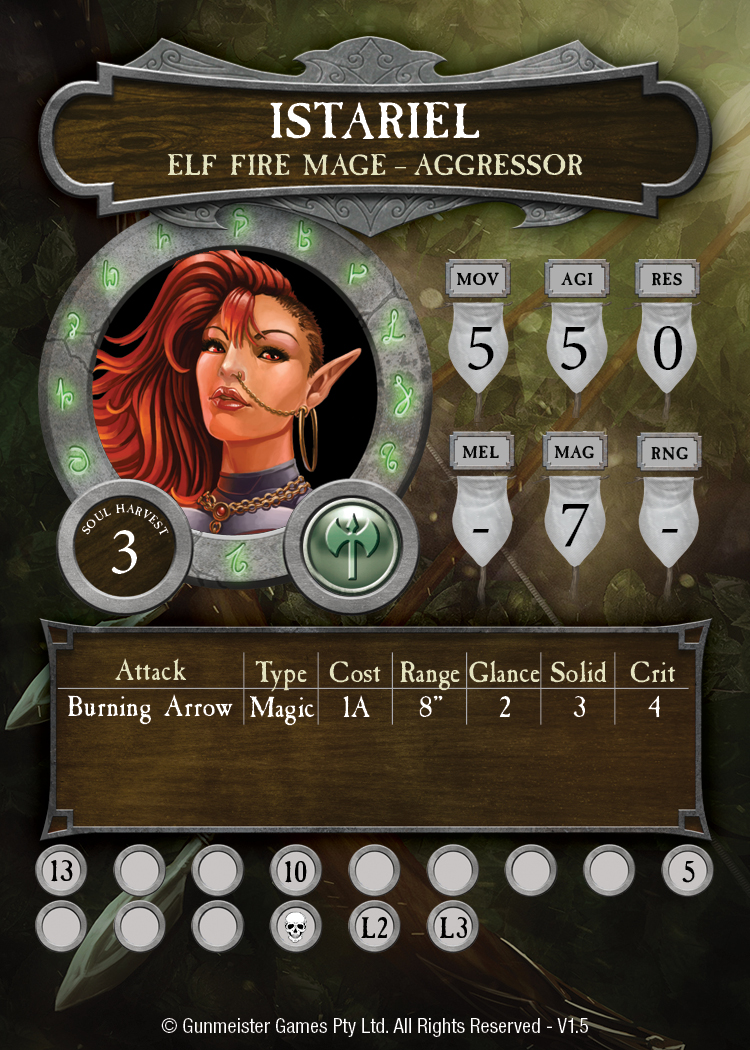 ISTARIEL
ELF FIRE MAGE – AGGRESSOR
MOV AGI RES
5 5 0
MEL MAG RNG
- 7 -
SOUL HARVEST
3
Attack Type Cost Range Glance Solid Crit
Burning Arrow Magic 1A 8” 2 3 4
13 10 5
L2 L3
© Gunmeister Games Pty Ltd. All Rights Reserved - V1.5